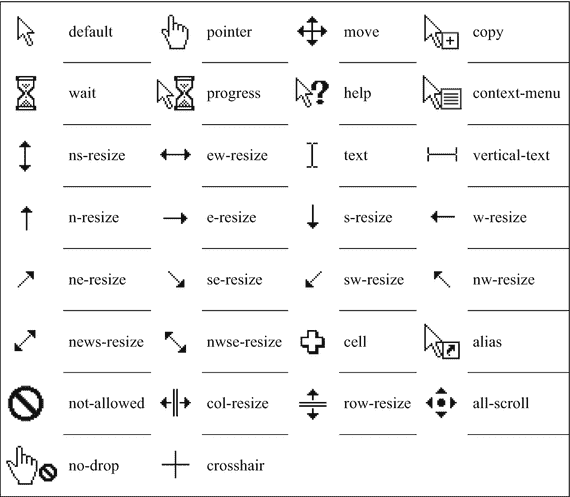 default pointer move copy
wait progress help context-menu
ns-resize ew-resize text vertical-text
n-resize e-resize s-resize w-resize
ne-resize se-resize sw-resize nw-resize
news-resize nwse-resize cell alias
not-allowed col-resize row-resize all-scroll
no-drop crosshair